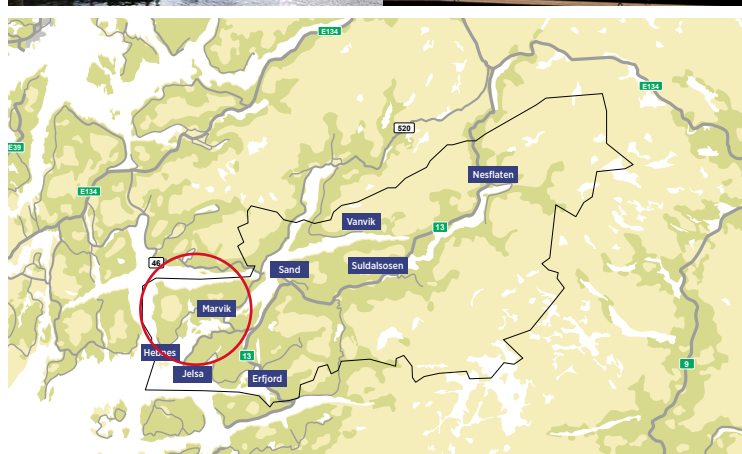 E134
E134
520
E39
Nesflaten
E134
Vanvik
13
46
Sand
Suldalsosen
Marvik
Hebnes
13
9
Jelsa
Erfjord